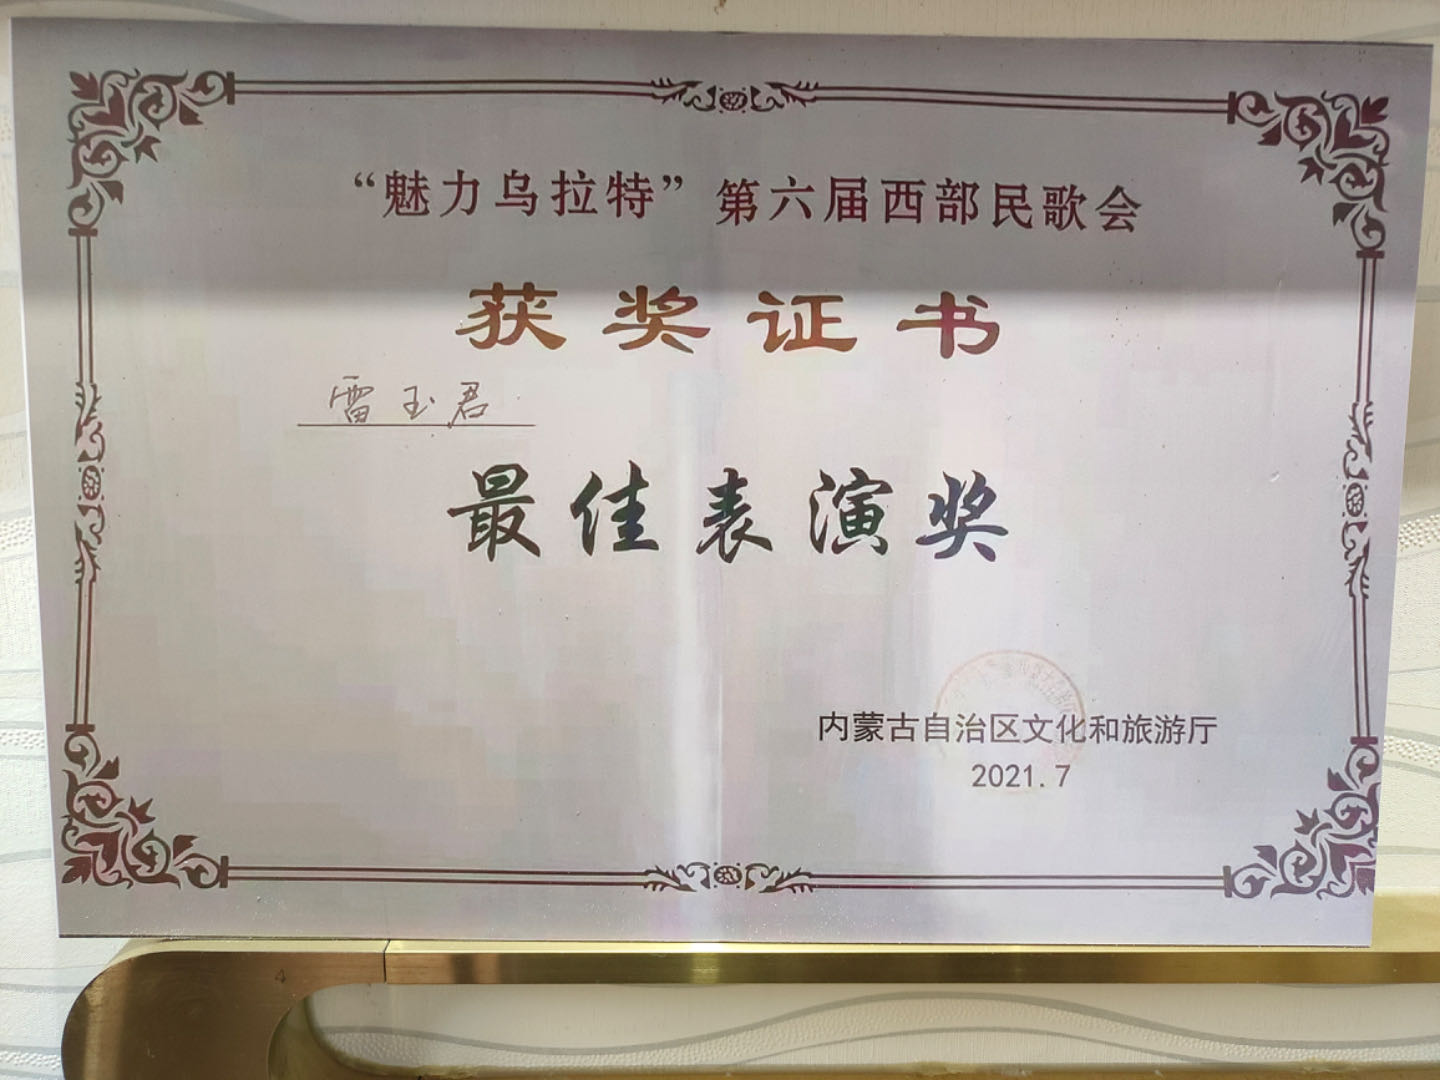 “魅力乌拉特”第六届西部民歌会
获奖证书
雷玉君
最佳表演奖
内蒙古自治区文化和旅游厅
2021.7
4